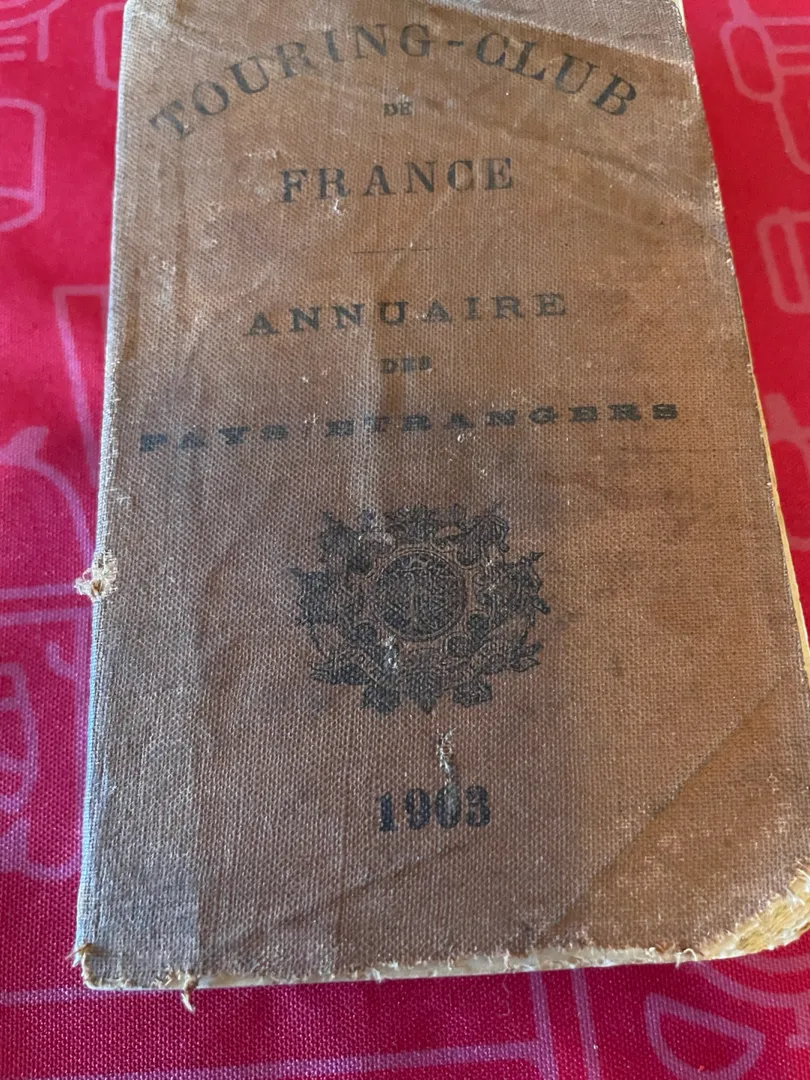 TOURING-CLUB
DE
FRANCE
ANNUAIRE
DES
PAYS ETRANGERS
1903